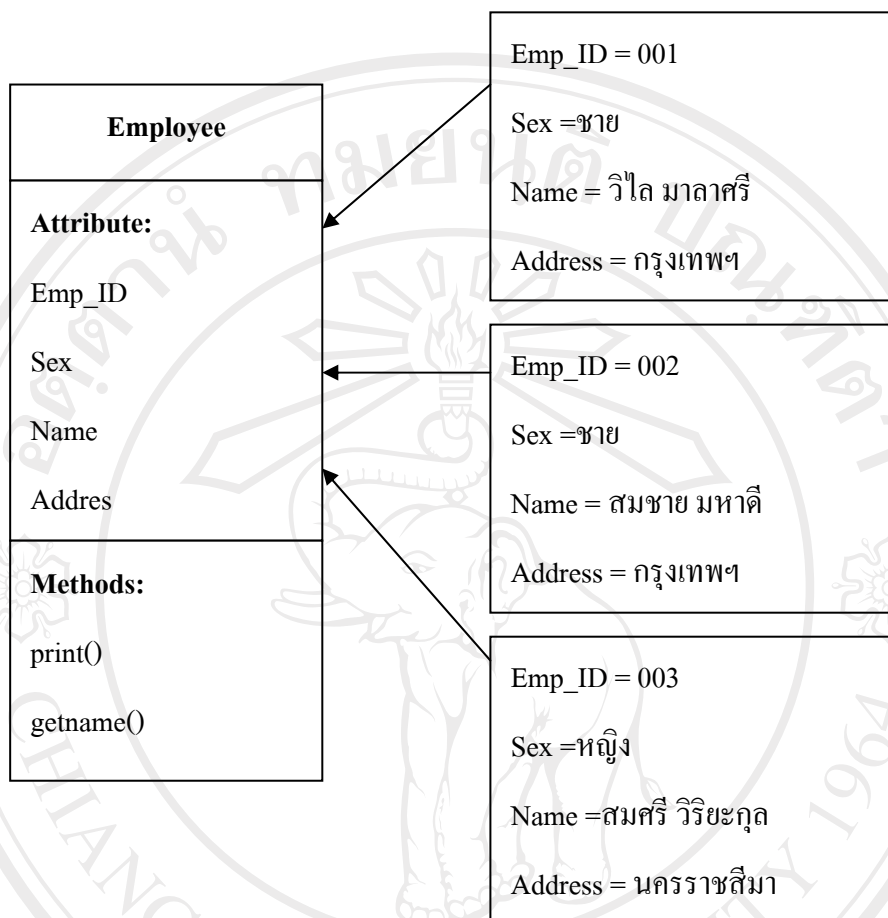 Employee
Attribute:
Emp_ID
Sex
Name
Addres
Methods:
print()
getname()
Emp_ID = 001
Sex =ชาย
Name = วิไล มาลาศรี
Address = กรุงเทพฯ
Emp_ID = 002
Sex =ชาย
Name = สมชาย มหาดี
Address = กรุงเทพฯ
Emp_ID = 003
Sex =หญิง
Name =สมศรี วิริยะกุล
Address = นครราชสีมา